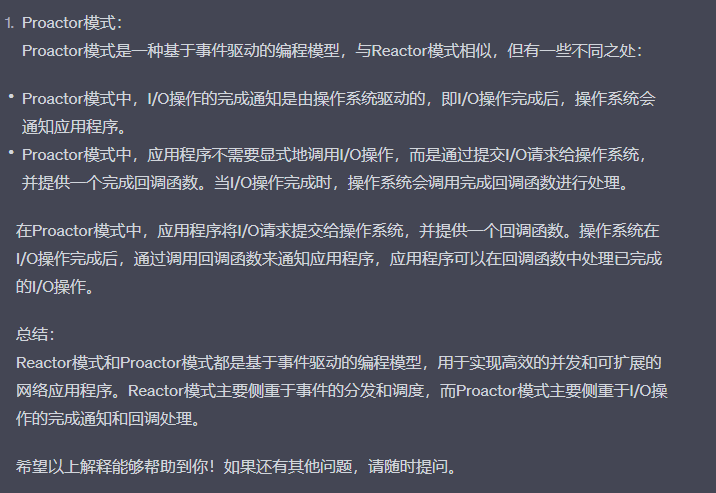 1. Proactor模式：
Proactor模式是一种基于事件驱动的编程模型，与Reactor模式相似，但有一些不同之处：
• Proactor模式中，I/O操作的完成通知是由操作系统驱动的，即I/O操作完成后，操作系统会
通知应用程序。
• Proactor模式中，应用程序不需要显式地调用I/O操作，而是通过提交I/O请求给操作系统，
并提供一个完成回调函数。当I/O操作完成时，操作系统会调用完成回调函数进行处理。
在Proactor模式中，应用程序将I/O请求提交给操作系统，并提供一个回调函数。操作系统在
I/O操作完成后，通过调用回调函数来通知应用程序，应用程序可以在回调函数中处理已完成
的I/O操作。
总结：
Reactor模式和Proactor模式都是基于事件驱动的编程模型，用于实现高效的并发和可扩展的
网络应用程序。Reactor模式主要侧重于事件的分发和调度，而Proactor模式主要侧重于I/O操
作的完成通知和回调处理。
希望以上解释能够帮助到你！如果还有其他问题，请随时提问。